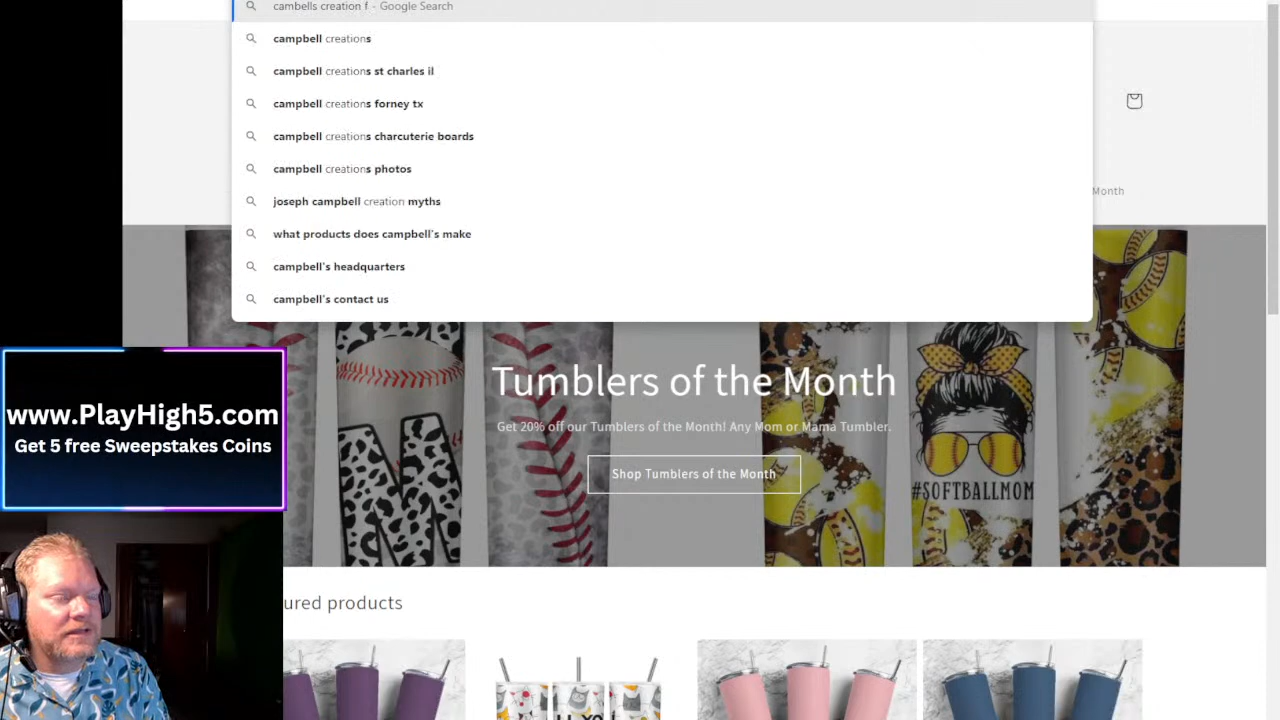 cambells creation f - Google Search
campbell creations
campbell creations st charles il
campbell creations forney tx
campbell creations charcuterie boards
campbell creations photos
joseph campbell creation myths
what products does campbell's make
campbell's headquarters
campbell's contact us
Month
Tumblers of the Month
Get 20% off our Tumblers of the Month! Any Mom or Mama Tumbler.
Shop Tumblers of the Month
M
#SOFTBALLMOM
www.PlayHigh5.com
Get 5 free Sweepstakes Coins
ured products